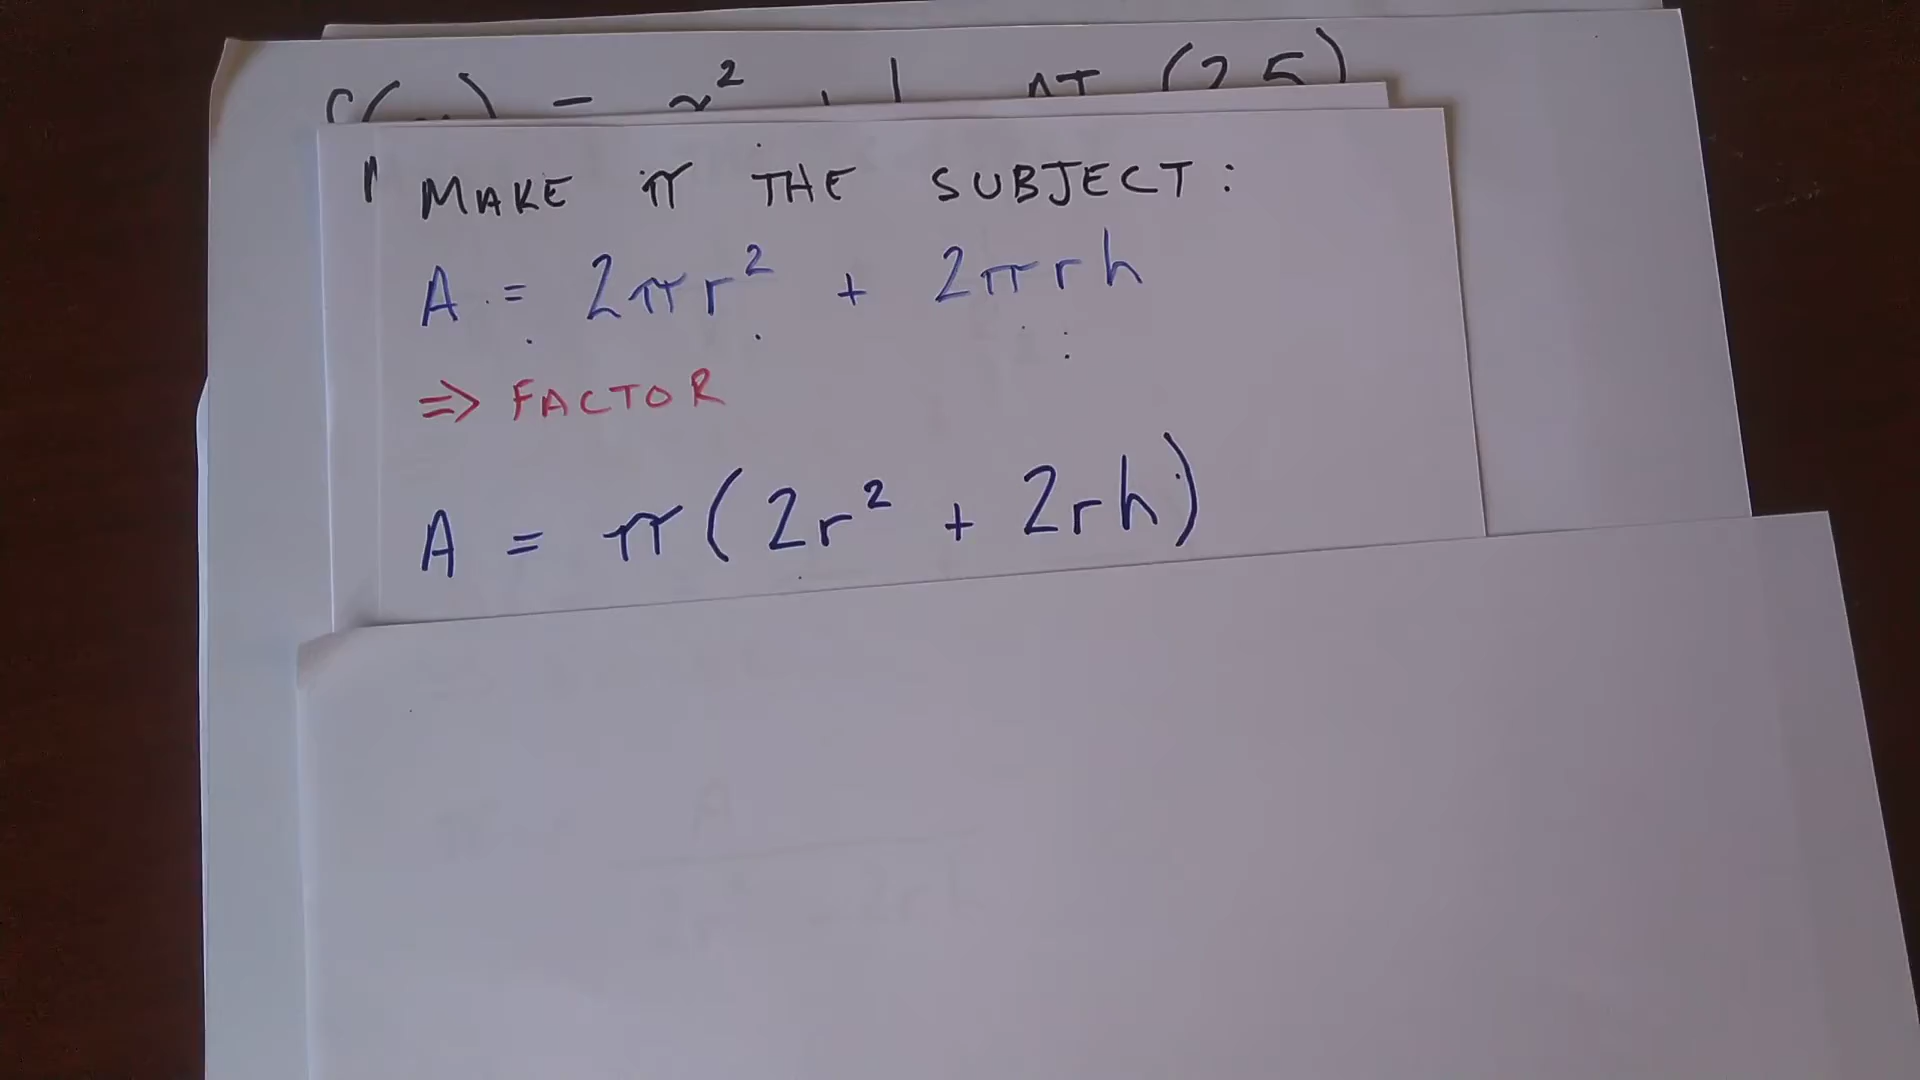 MAKE π THE SUBJECT:
A = 2πr² + 2πrh
⇒ FACTOR
A = π(2r² + 2rh)